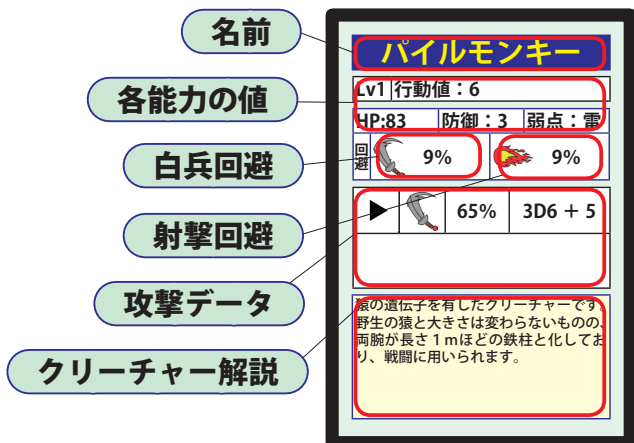 名前
各能力の値
白兵回避
射撃回避
攻撃データ
クリーチャー解説
パイルモンキー
Lv1 行動値：6
HP:83 防御：3 弱点：雷
回避 9% 9%
▶ 65% 3D6 + 5
猿の遺伝子を有したクリーチャーです。
野生の猿と大きさは変わらないものの、
両腕が長さ１ｍほどの鉄柱と化してお
り、戦闘に用いられます。